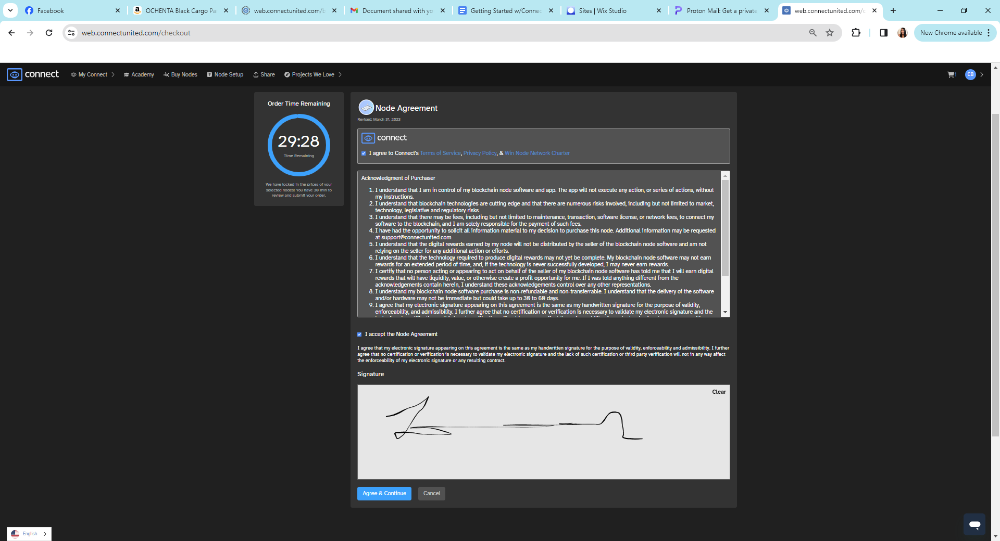 Facebook
OCHENTA Black Cargo Pa
web.connectunited.com/b
Document shared with yo
Getting Started w/Connec
Sites | Wix Studio
Proton Mail: Get a private
web.connectunited.com/c
web.connectunited.com/checkout
New Chrome available
connect
My Connect
Academy
Buy Nodes
Node Setup
Share
Projects We Love
1
CB
Order Time Remaining
29:28
Time Remaining
We have locked in the prices of your
selected nodes! You have 30 min to
review and submit your order.
Node Agreement
Revised: March 31, 2023
connect
I agree to Connect's Terms of Service, Privacy Policy, & Win Node Network Charter
Acknowledgment of Purchaser
1. I understand that I am in control of my blockchain node software and app. The app will not execute any action, or series of actions, without
my instructions.
2. I understand that blockchain technologies are cutting edge and that there are numerous risks involved, including but not limited to market,
technology, legislative and regulatory risks.
3. I understand that there may be fees, including but not limited to maintenance, transaction, software license, or network fees, to connect my
software to the blockchain, and I am solely responsible for the payment of such fees.
4. I have had the opportunity to solicit all information material to my decision to purchase this node. Additional information may be requested
at support@connectunited.com
5. I understand that the digital rewards earned by my node will not be distributed by the seller of the blockchain node software and am not
relying on the seller for any additional action or efforts.
6. I understand that the technology required to produce digital rewards may not yet be complete. My blockchain node software may not earn
rewards for an extended period of time, and, if the technology is never successfully developed, I may never earn rewards.
7. I certify that no person acting or appearing to act on behalf of the seller of my blockchain node software has told me that I will earn digital
rewards that will have liquidity, value, or otherwise create a profit opportunity for me. If I was told anything different from the
acknowledgements contain herein, I understand these acknowledgements control over any other representations.
8. I understand my blockchain node software purchase is non-refundable and non-transferrable. I understand that the delivery of the software
and/or hardware may not be immediate but could take up to 30 to 60 days.
9. I agree that my electronic signature appearing on this agreement is the same as my handwritten signature for the purpose of validity,
enforceability, and admissibility. I further agree that no certification or verification is necessary to validate my electronic signature and the
I accept the Node Agreement
I agree that my electronic signature appearing on this agreement is the same as my handwritten signature for the purpose of validity, enforceability and admissibility. I further
agree that no certification or verification is necessary to validate my electronic signature and the lack of such certification or third party verification will not in any way affect
the enforceability of my electronic signature or any resulting contract.
Signature
Clear
Agree & Continue
Cancel
English